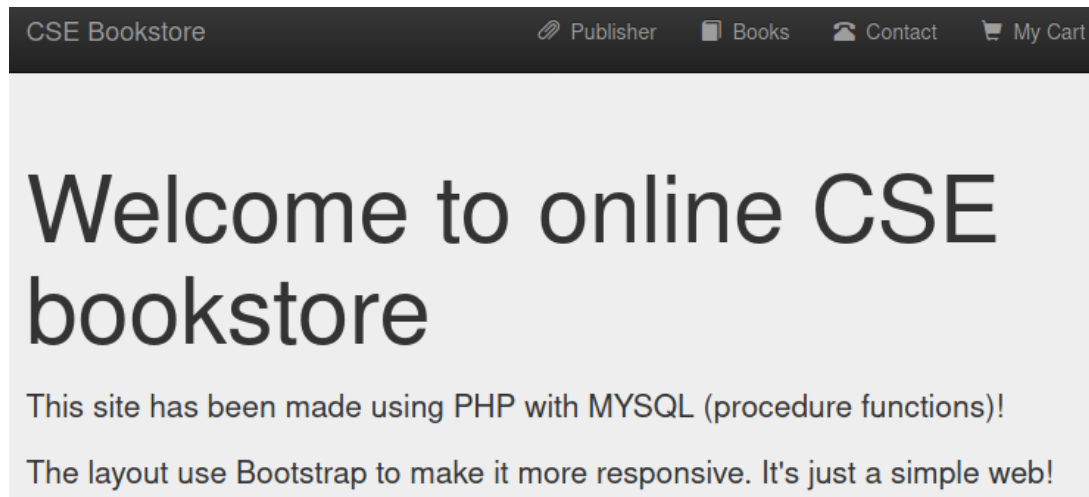 CSE Bookstore Publisher Books Contact My Cart
Welcome to online CSE
bookstore
This site has been made using PHP with MYSQL (procedure functions)!
The layout use Bootstrap to make it more responsive. It's just a simple web!